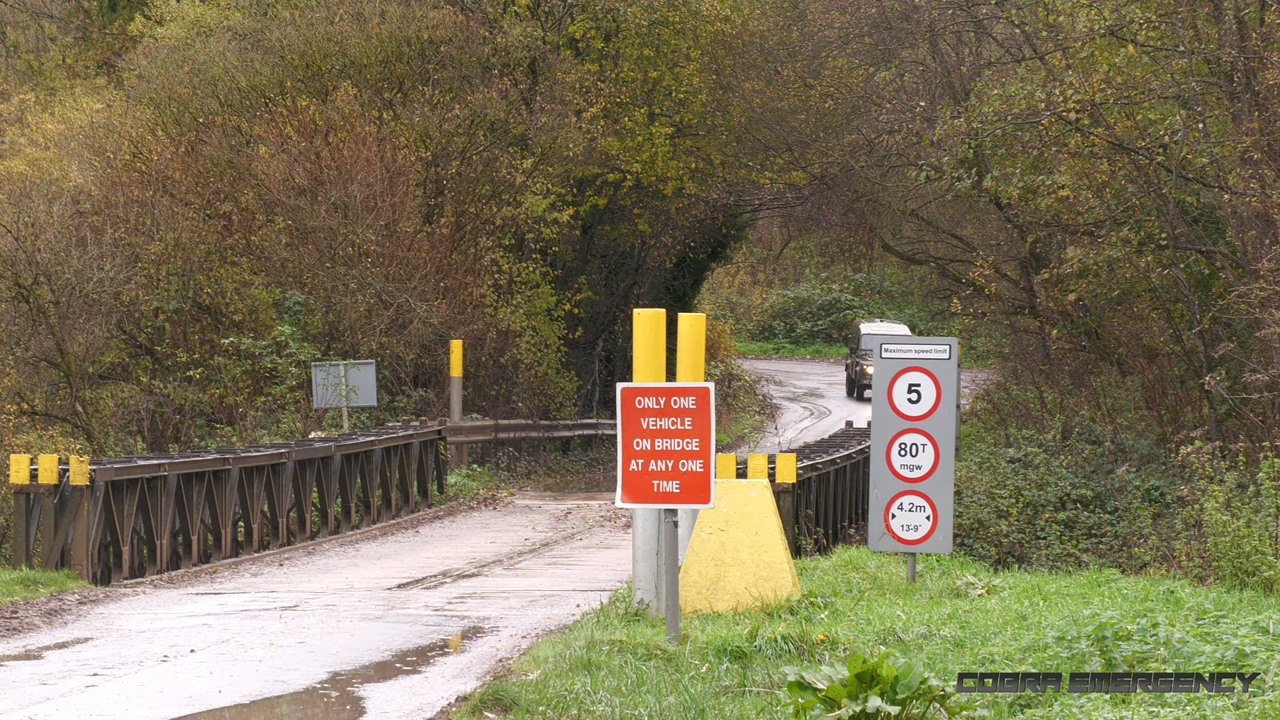 Maximum speed limit
5
80T
mgw
4.2m
13-9"
ONLY ONE
VEHICLE
ON BRIDGE
AT ANY ONE
TIME
COBRA EMERGENCY